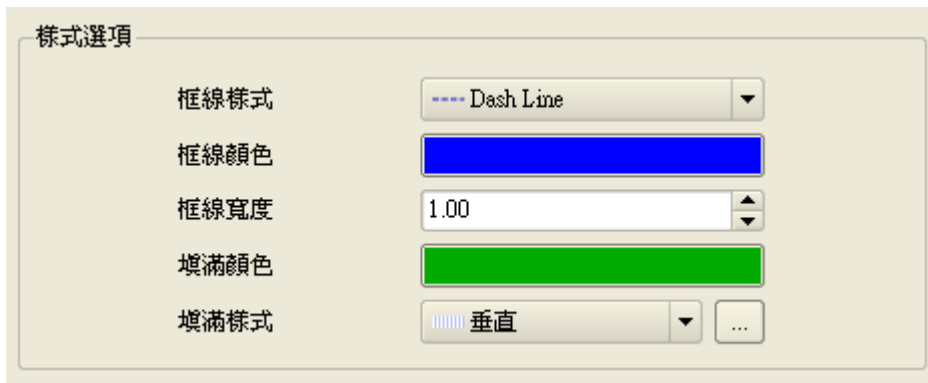 樣式選項
框線樣式 Dash Line
框線顏色
框線寬度 1.00
填滿顏色
填滿樣式 垂直 ...